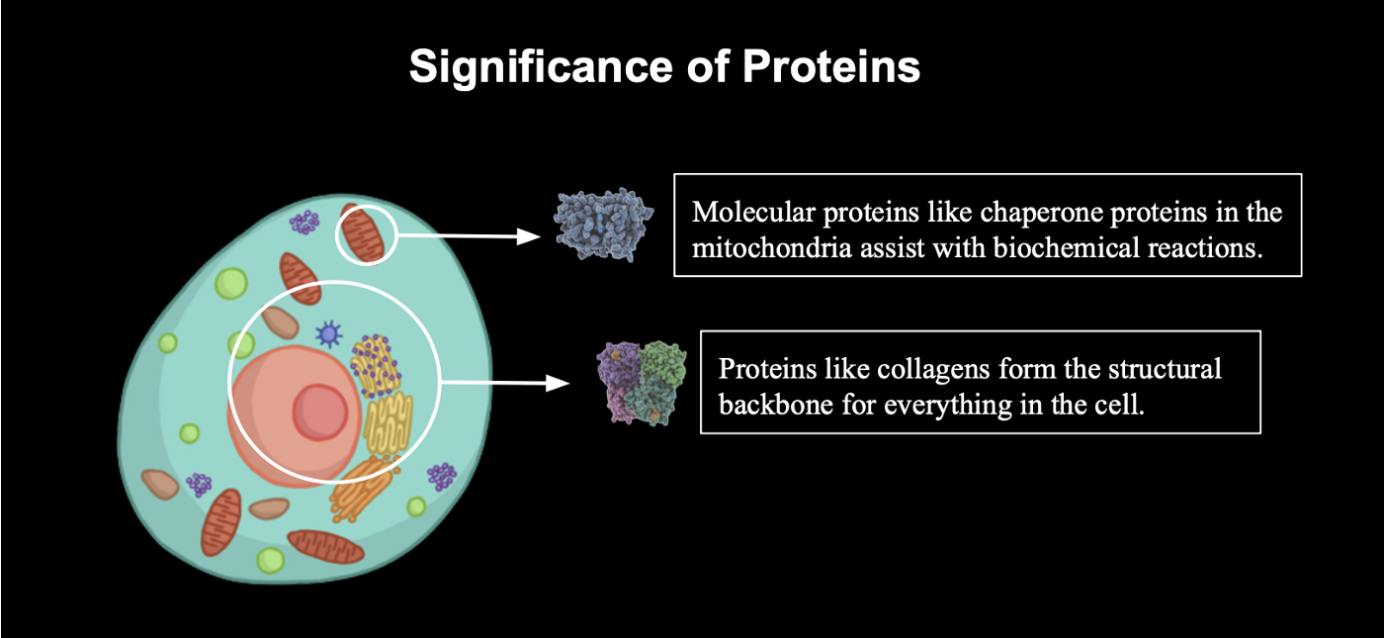 Significance of Proteins
Molecular proteins like chaperone proteins in the
mitochondria assist with biochemical reactions.
Proteins like collagens form the structural
backbone for everything in the cell.